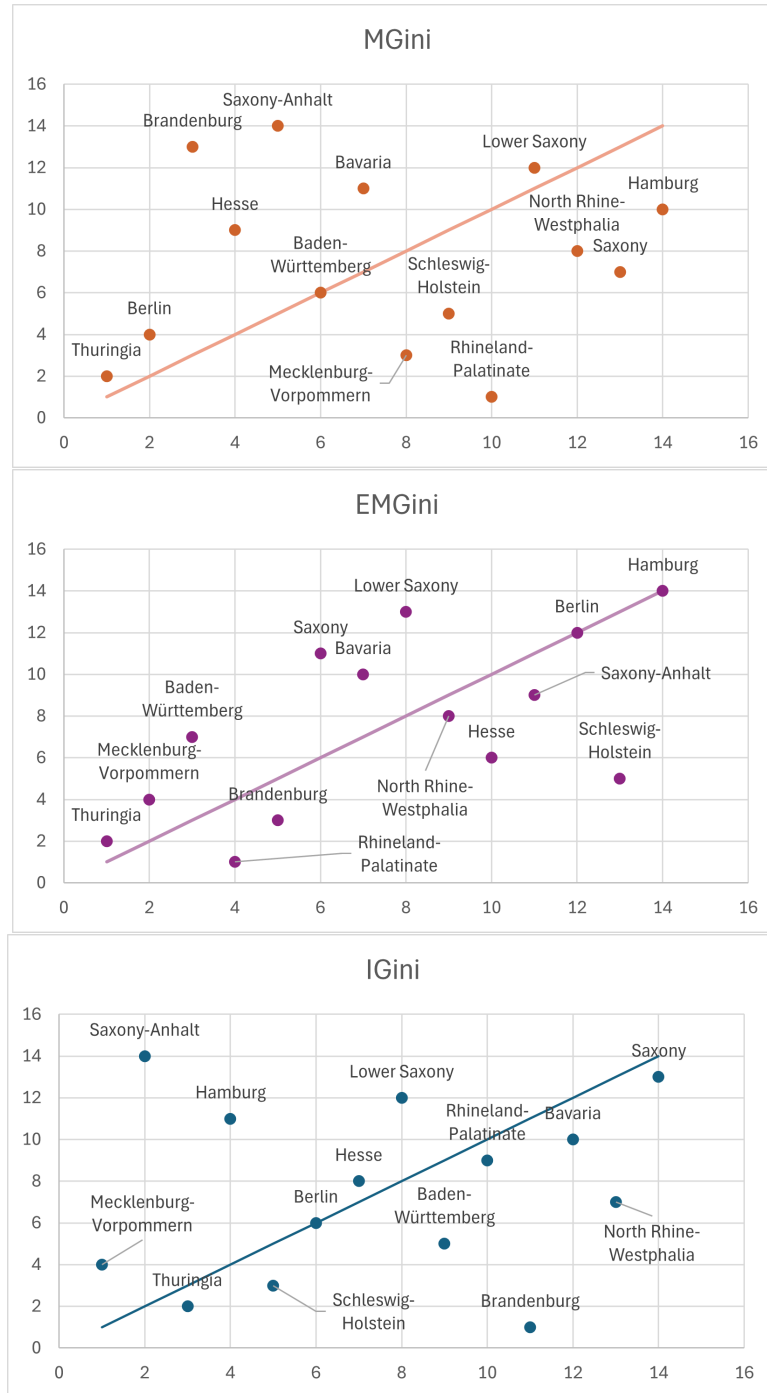 MGini
16
14
12
10
8
6
4
2
0
Saxony-Anhalt
Brandenburg
Lower Saxony
Bavaria
Hamburg
North Rhine-
Westphalia
Hesse
Saxony
Baden-
Württemberg
Schleswig-
Holstein
Berlin
Thuringia
Rhineland-
Palatinate
Mecklenburg-
Vorpommern
0 2 4 6 8 10 12 14 16
EMGini
16
14
12
10
8
6
4
2
0
Hamburg
Lower Saxony
Berlin
Saxony
Bavaria
Saxony-Anhalt
Baden-
Württemberg
Hesse
Schleswig-
Holstein
Mecklenburg-
Vorpommern
North Rhine-
Westphalia
Brandenburg
Thuringia
Rhineland-
Palatinate
0 2 4 6 8 10 12 14 16
IGini
16
14
12
10
8
6
4
2
0
Saxony-Anhalt
Saxony
Lower Saxony
Hamburg
Rhineland-
Palatinate
Bavaria
Hesse
Mecklenburg-
Vorpommern
Berlin
Baden-
Württemberg
North Rhine-
Westphalia
Thuringia
Schleswig-
Holstein
Brandenburg
0 2 4 6 8 10 12 14 16